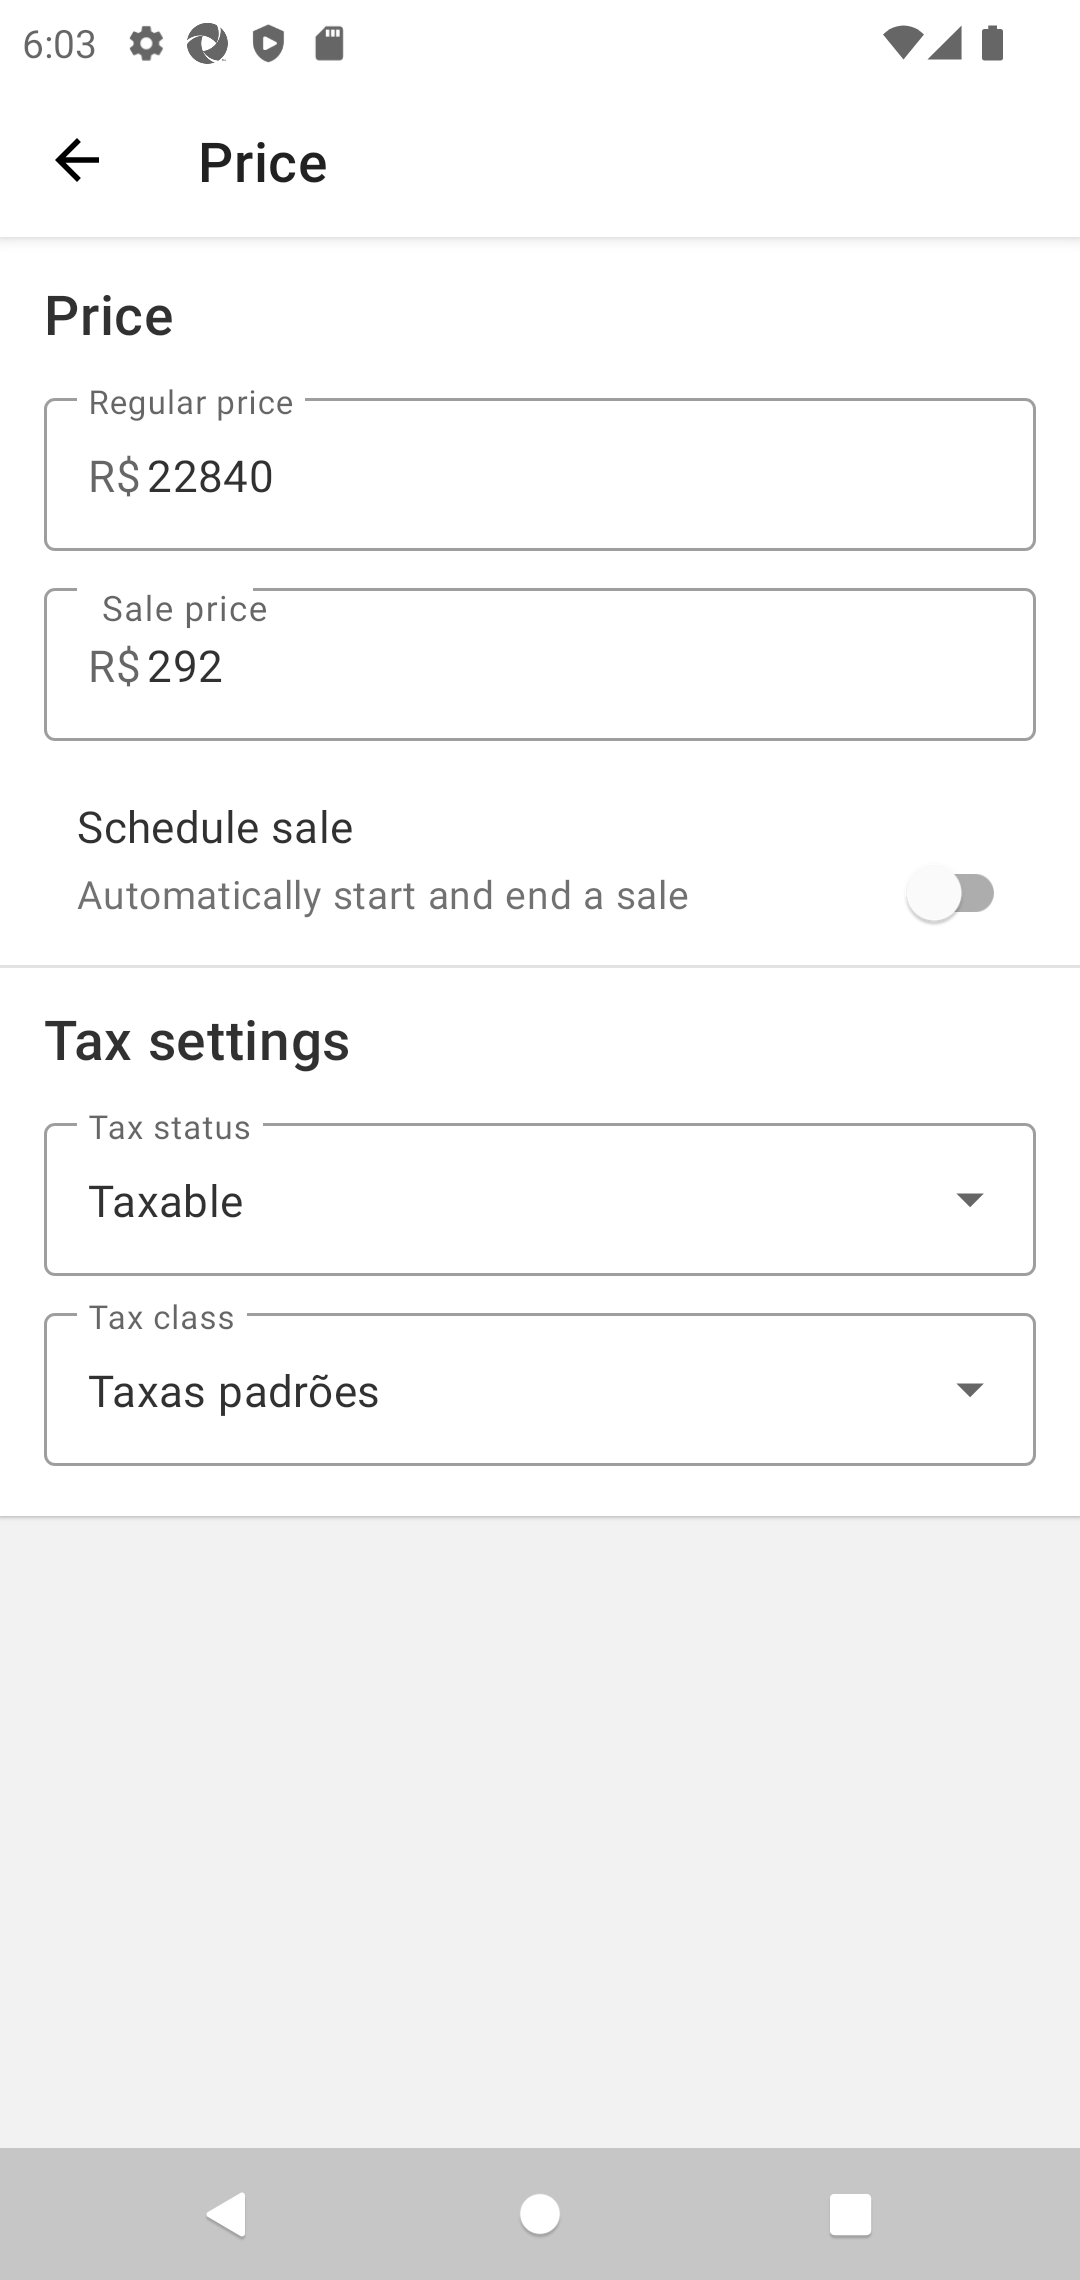 6:03
Price
Price
Regular price
R$ 22840
Sale price
R$ 292
Schedule sale
Automatically start and end a sale
Tax settings
Tax status
Taxable
Tax class
Taxas padrões